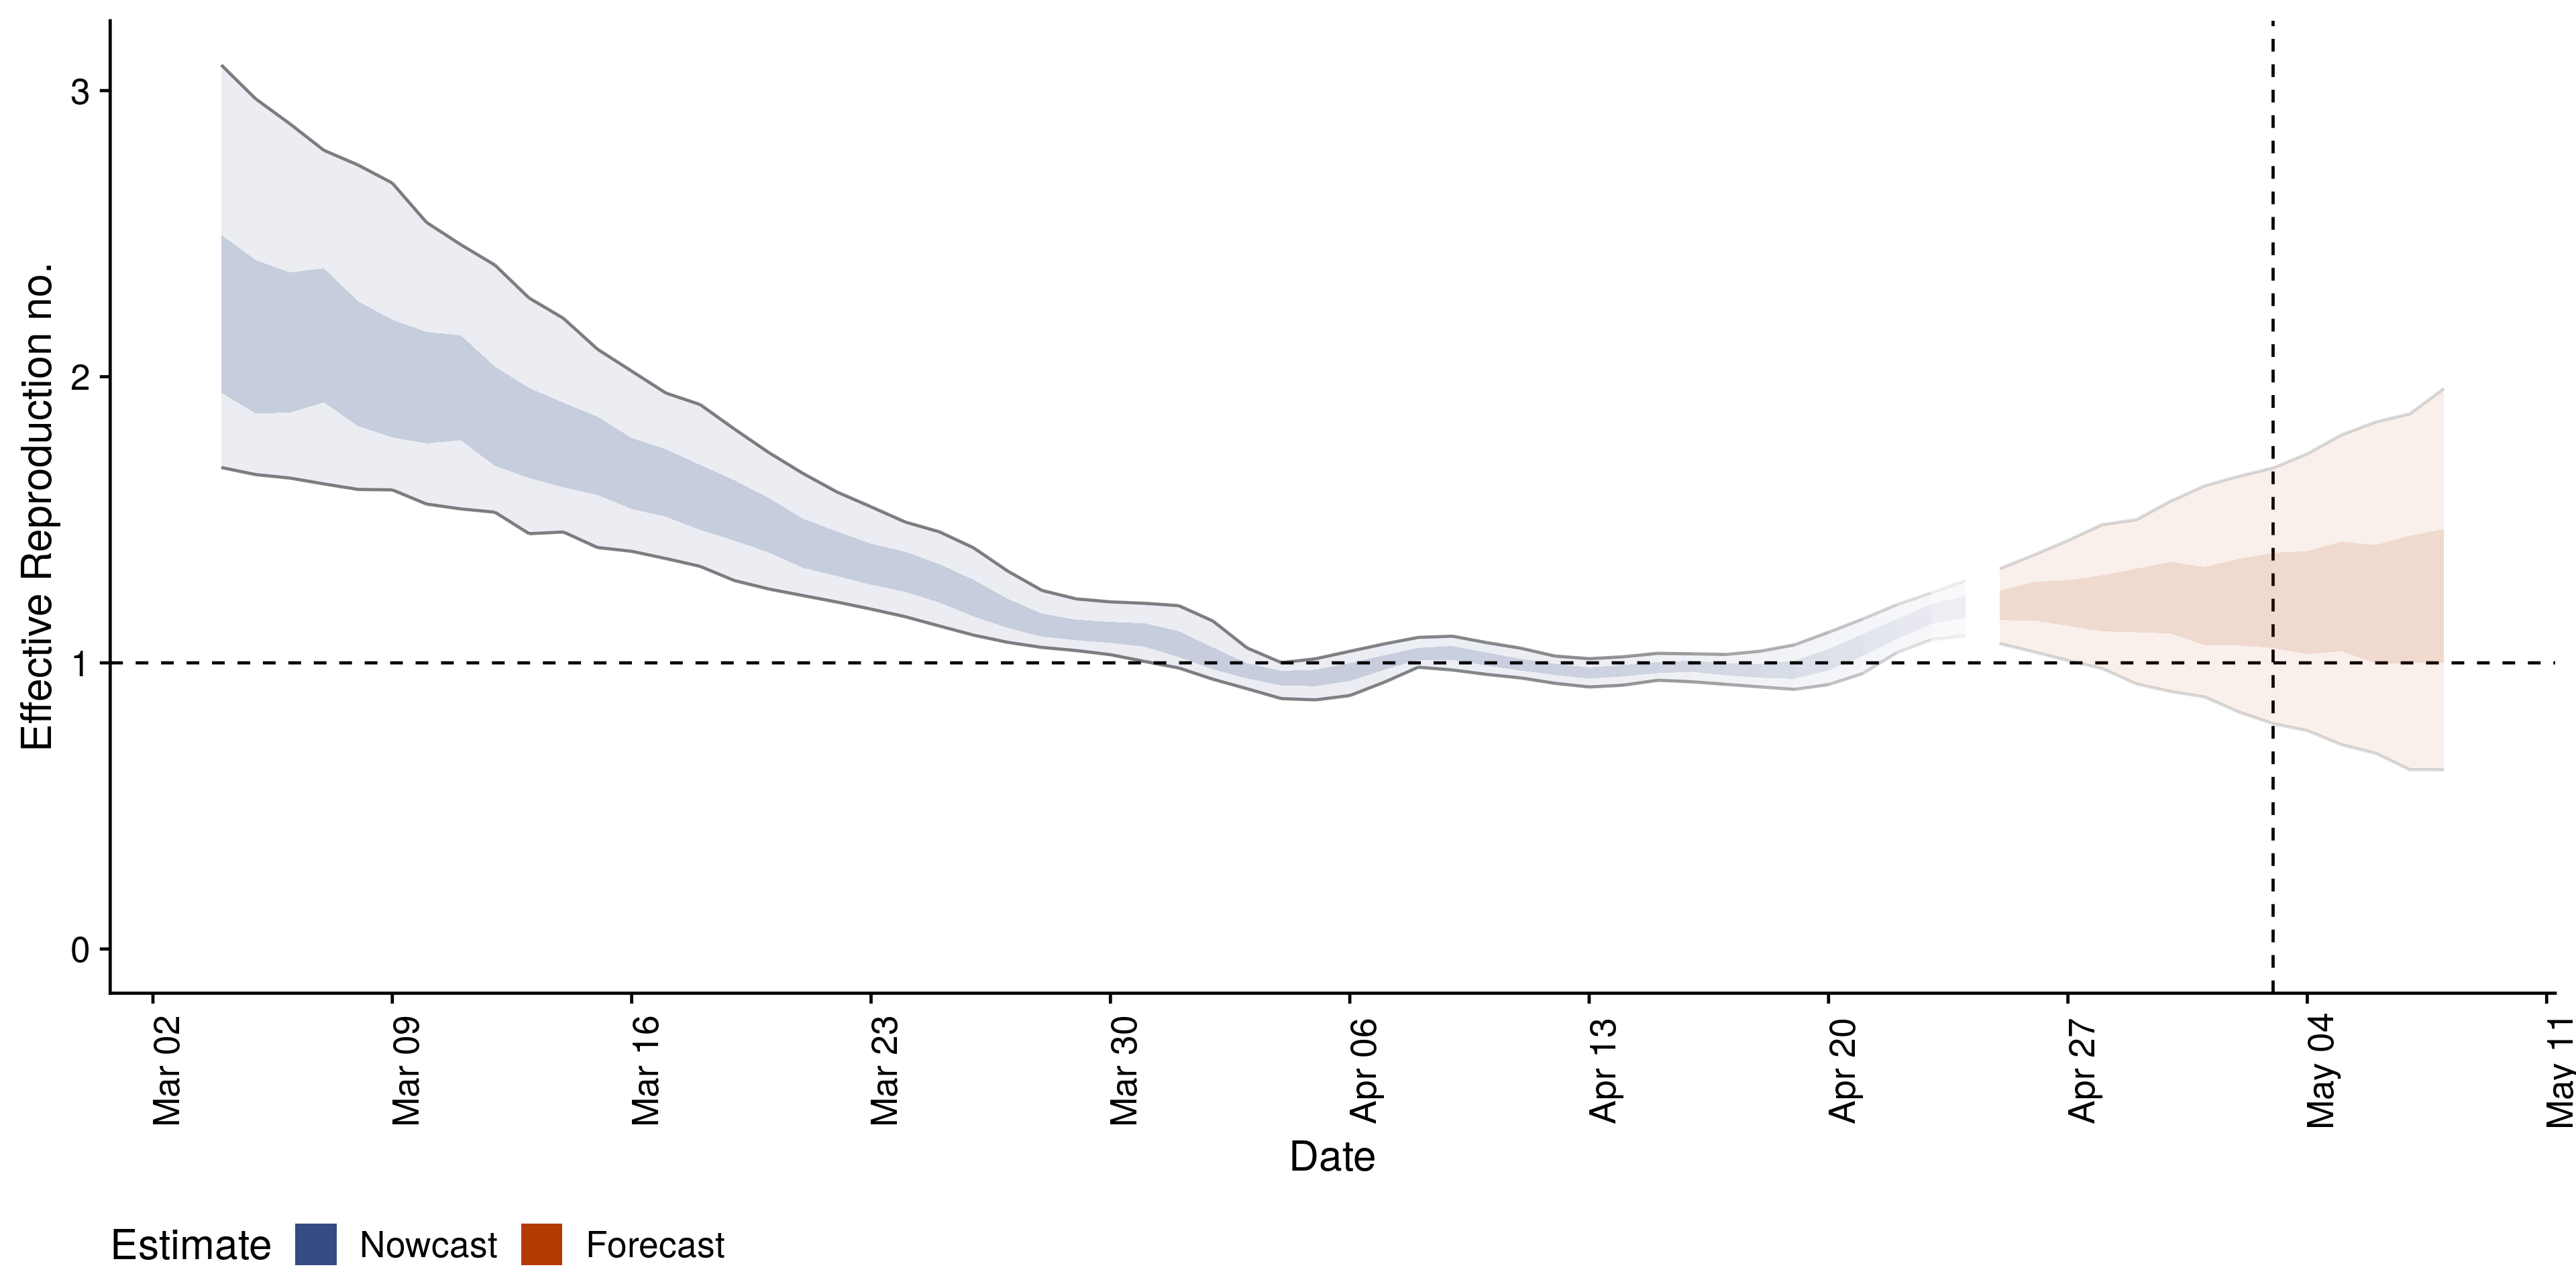 Effective Reproduction no.
3
2
1
0
Mar 02
Mar 09
Mar 16
Mar 23
Mar 30
Apr 06
Apr 13
Apr 20
Apr 27
May 04
May 11
Date
Estimate Nowcast Forecast